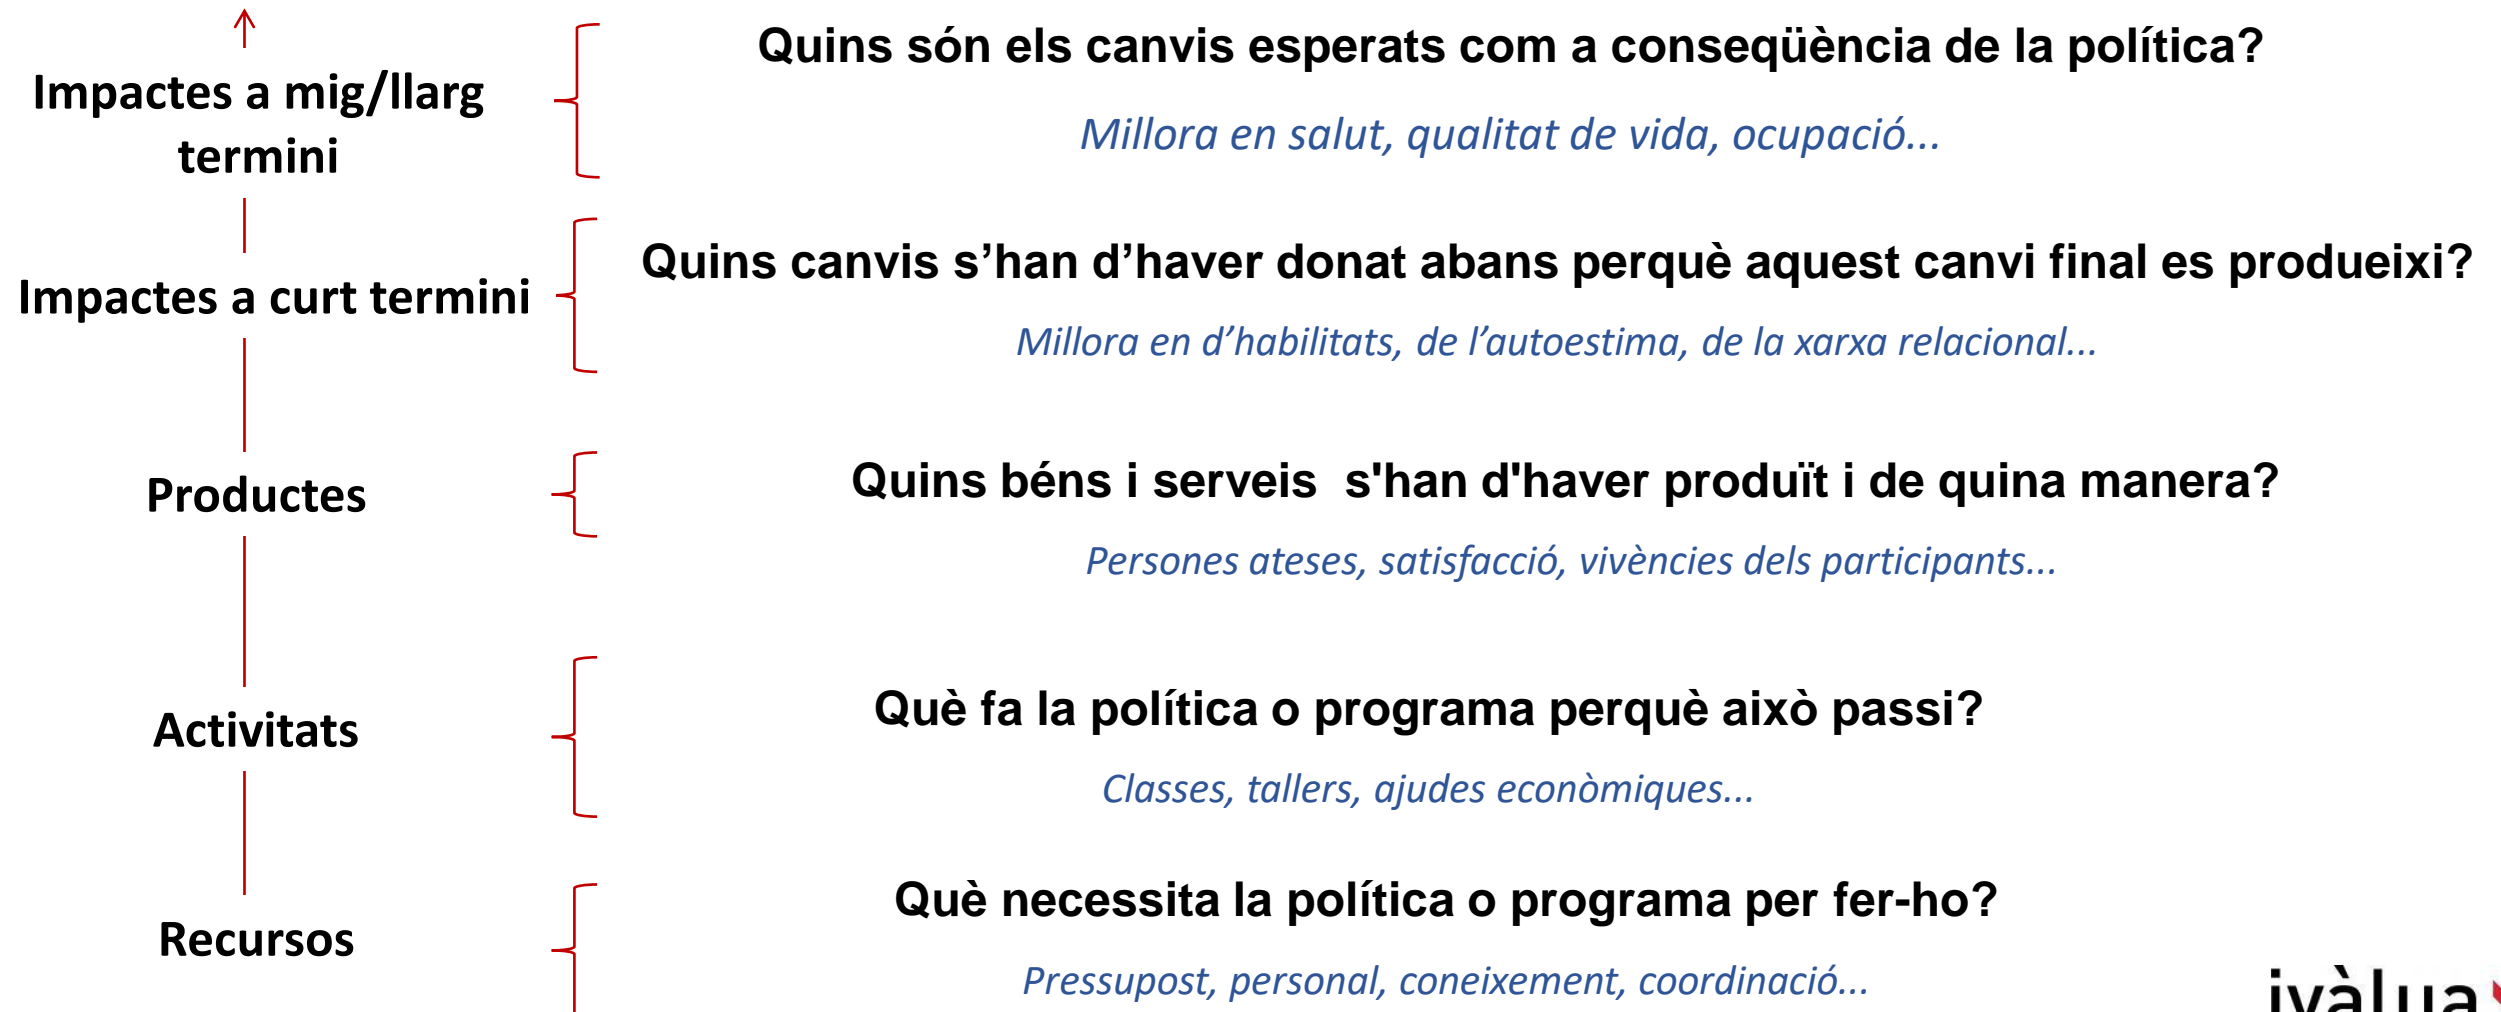 Quins són els canvis esperats com a conseqüència de la política?
Impactes a mig/llarg
termini
Millora en salut, qualitat de vida, ocupació...
Quins canvis s’han d’haver donat abans perquè aquest canvi final es produeixi?
Impactes a curt termini
Millora en d’habilitats, de l’autoestima, de la xarxa relacional...
Quins béns i serveis  s'han d'haver produït i de quina manera?
Productes
Persones ateses, satisfacció, vivències dels participants...
Què fa la política o programa perquè això passi?
Activitats
Classes, tallers, ajudes econòmiques...
Què necessita la política o programa per fer-ho?
Recursos
Pressupost, personal, coneixement, coordinació...
ivàlua